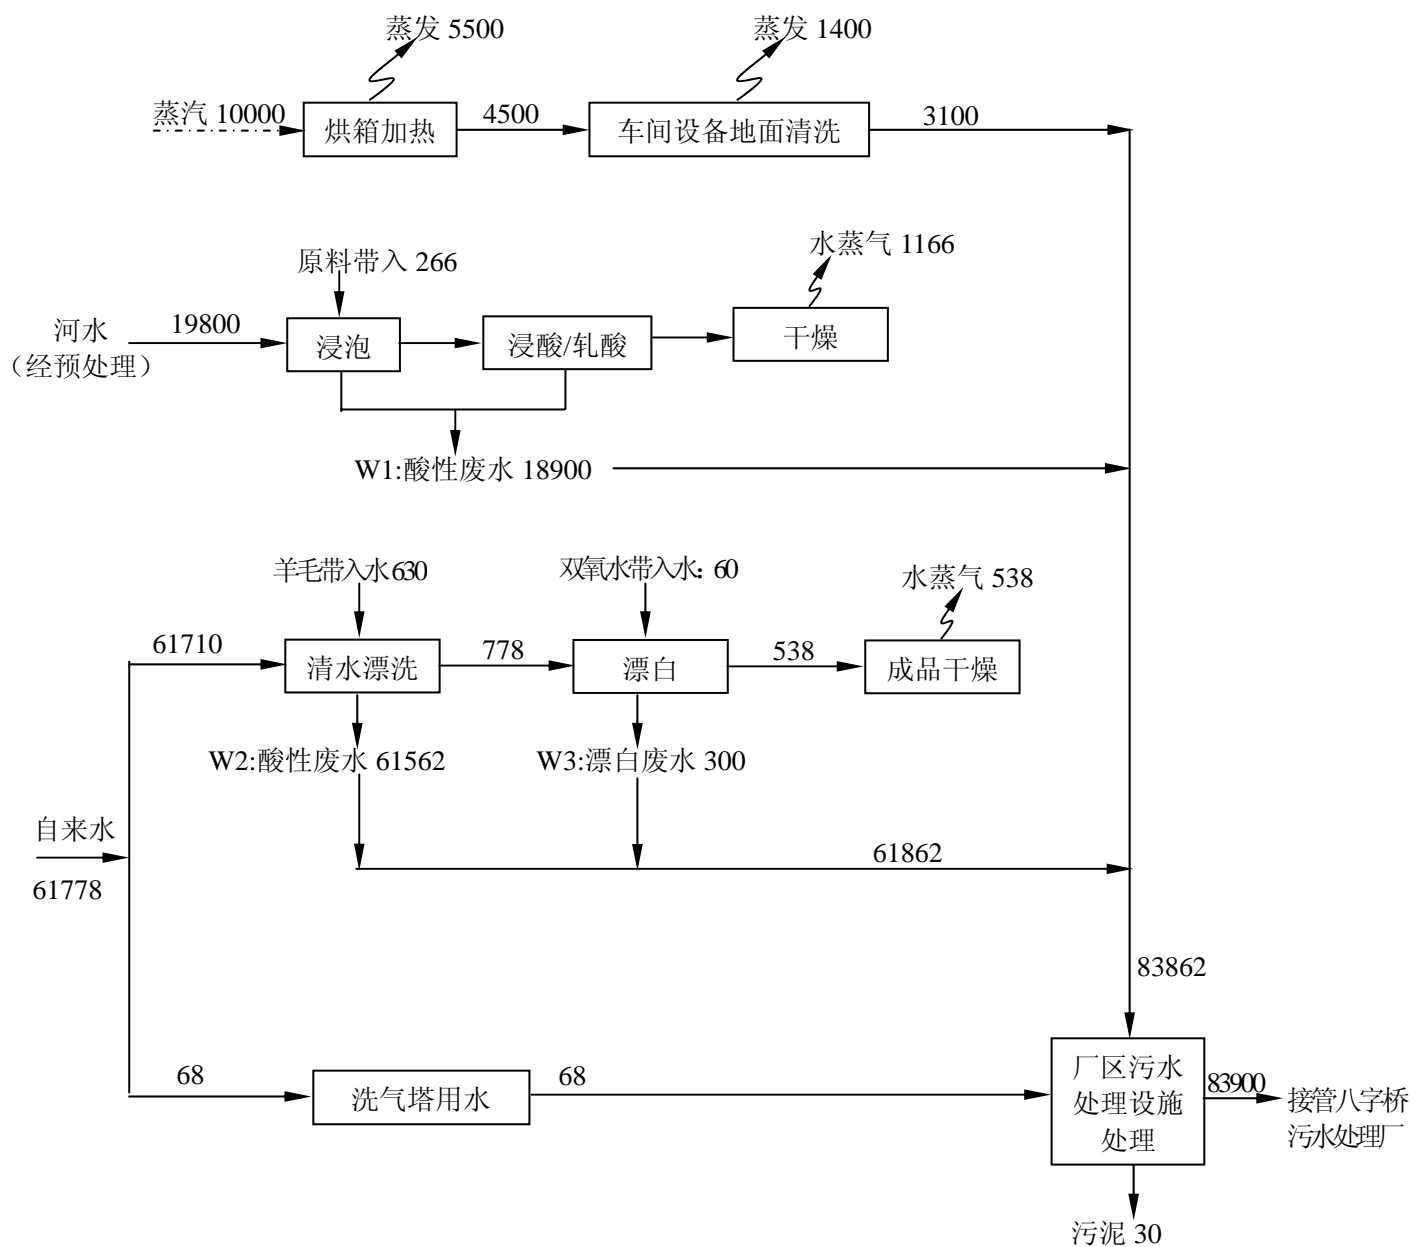 蒸发 5500
蒸发 1400
蒸汽 10000
烘箱加热
4500
车间设备地面清洗
3100
水蒸气 1166
原料带入 266
河水
（经预处理）
19800
浸泡
浸酸/轧酸
干燥
W1:酸性废水 18900
羊毛带入水630
双氧水带入水：60
水蒸气 538
61710
清水漂洗
778
漂白
538
成品干燥
W2:酸性废水 61562
W3:漂白废水 300
自来水
61778
61862
83862
68
洗气塔用水
68
厂区污水
处理设施
处理
83900
接管八字桥
污水处理厂
污泥 30